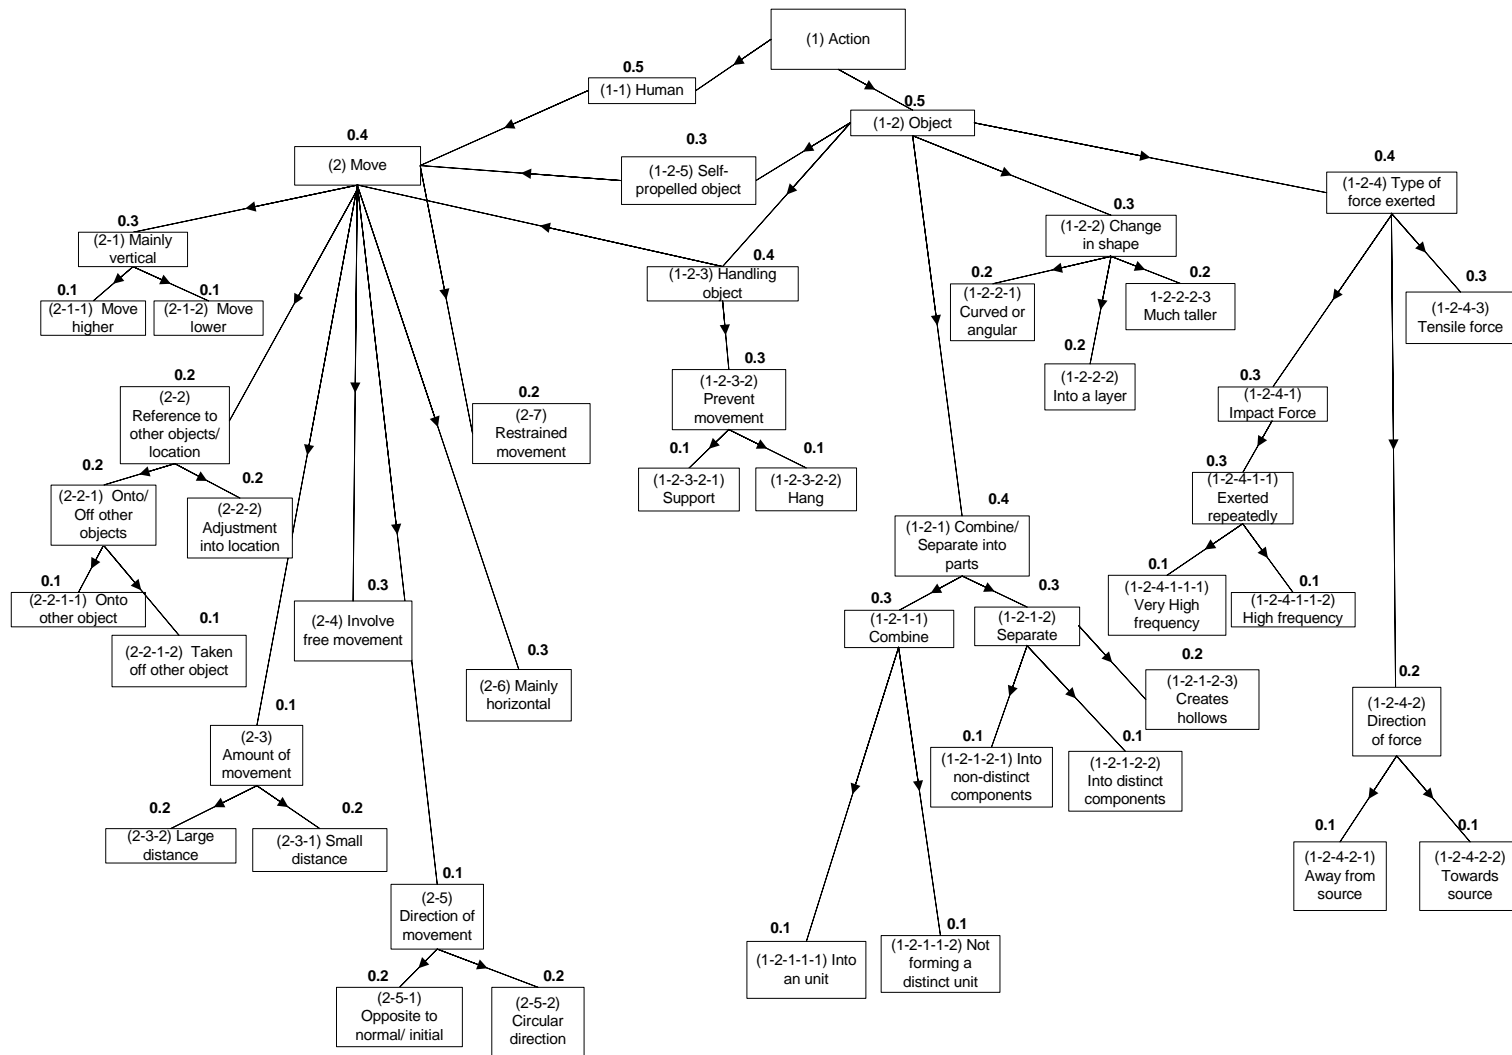 (1) Action
0.5
(1-1) Human
0.5
(1-2) Object
0.4
(2) Move
0.3
(1-2-5) Self-
propelled object
0.4
(1-2-4) Type of
force exerted
0.3
(2-1) Mainly
vertical
0.1
(2-1-1) Move
higher
0.1
(2-1-2) Move
lower
0.4
(1-2-3) Handling
object
0.3
(1-2-2) Change
in shape
0.2
(1-2-2-1)
Curved or
angular
0.2
1-2-2-2-3
Much taller
0.2
(1-2-2-2)
Into a layer
0.3
(1-2-4-3)
Tensile force
0.2
(2-2)
Reference to
other objects/
location
0.2
(2-7)
Restrained
movement
0.3
(1-2-3-2)
Prevent
movement
0.1
(1-2-3-2-1)
Support
0.1
(1-2-3-2-2)
Hang
0.3
(1-2-4-1)
Impact Force
0.3
(1-2-4-1-1)
Exerted
repeatedly
0.2
(2-2-1) Onto/
Off other
objects
0.2
(2-2-2)
Adjustment
into location
0.4
(1-2-1) Combine/
Separate into
parts
0.1
(2-2-1-1) Onto
other object
0.1
(2-2-1-2) Taken
off other object
0.3
(2-4) Involve
free movement
0.3
(2-6) Mainly
horizontal
0.3
(1-2-1-1)
Combine
0.3
(1-2-1-2)
Separate
0.1
(1-2-4-1-1-1)
Very High
frequency
0.1
(1-2-4-1-1-2)
High frequency
0.2
(1-2-1-2-3)
Creates
hollows
0.2
(1-2-4-2)
Direction
of force
0.1
(2-3)
Amount of
movement
0.2
(2-3-2) Large
distance
0.2
(2-3-1) Small
distance
0.1
(1-2-1-2-1) Into
non-distinct
components
0.1
(1-2-1-2-2)
Into distinct
components
0.1
(1-2-4-2-1)
Away from
source
0.1
(1-2-4-2-2)
Towards
source
0.1
(2-5)
Direction of
movement
0.2
(2-5-1)
Opposite to
normal/ initial
0.2
(2-5-2)
Circular
direction
0.1
(1-2-1-1-1) Into
an unit
0.1
(1-2-1-1-2) Not
forming a
distinct unit